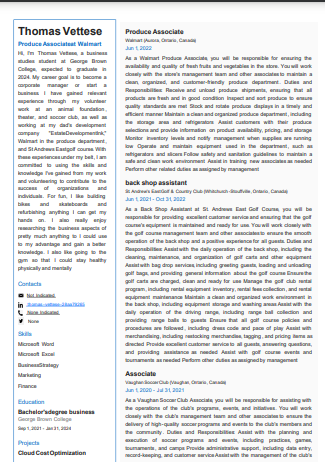 Thomas Vettese
Produce Associateat Walmart
Thomas Vettese, a business
studies student at George Brown
College, expected to graduate in
2024. My career goal is to become a
corporate manager or start a
business I have gained relevant
experience through my volunteer
work at an animal foundation,
theater, and soccer club, as well as
working at my dad's development
company "EstateDevelopmentInk,"
Walmart in the produce department,
and St Andrews Eastgolf course. With
these experiences under my belt, I am
committed to using the skills and
knowledge I've gained from my work
and volunteering to contribute to the
success of organizations and
individuals. For fun, I like building
bikes and skateboards and
refurbishing anything I can get my
hands on. I also really enjoy
researching the business aspects of
pretty much anything to I could use
to my advantage and gain a better
knowledge. I also like going to the
gym so that I could stay healthy
physically and mentally
Contacts
Not indicated
None indicated
None
Skills
Microsoft Word
Microsoft Excel
BusinessStrategy
Marketing
Finance
Education
Bachelor'sdegree business
George Brown College
Sep 1, 2021 - Jan 31, 2024
Projects
Cloud Cost Optimization
Produce Associate
Walmart (Aurora, Ontario, Canada)
Jun 1, 2022
As a Walmart Produce Associate, you will be responsible for ensuring the
availability and quality of fresh fruits and vegetables in the store. You will work
closely with the store's management team and other associates to maintain a
clean, organized, and customer-friendly produce department. Duties and
Responsibilities Receive and unload produce shipments, ensuring that all
products are fresh and in good condition Inspect and sort produce to ensure
quality standards are met Stock and rotate produce displays in a timely and
efficient manner Maintain a clean and organized produce department, including
the storage area and refrigerators Assist customers with their produce
selections and provide information on product availability, pricing, and storage
Monitor inventory levels and notify management when supplies are running
low Operate and maintain equipment used in the department, such as
refrigerators and slicers Follow safety and sanitation guidelines to maintain a
safe and clean work environment Assist in training new associates as needed
Perform other related duties as assigned by management
back shop assistant
St Andrews EastGolf & Country Club (Whitchurch-Stouffville, Ontario, Canada)
Jun 1, 2021 - Oct 31, 2022
As a Back Shop Assistant at St. Andrews East Golf Course, you will be
responsible for providing excellent customer service and ensuring that the golf
course's equipment is maintained and ready for use. You will work closely with
the golf course management team and other associates to ensure the smooth
operation of the back shop and a positive experience for all guests. Duties and
Responsibilities Assist with the daily operation of the back shop, including the
cleaning, maintenance, and organization of golf carts and other equipment
Assist with bag drop services, including greeting guests, loading and unloading
golf bags, and providing general information about the golf course Ensure the
golf carts are charged, clean and ready for use Manage the golf club rental
program, including rental equipment inventory, rental fees collection, and rental
equipment maintenance Maintain a clean and organized work environment in
the back shop, including equipment storage and washing areas Assist with the
daily operation of the driving range, including range ball collection and
providing range balls to guests Ensure that all golf course policies and
procedures are followed, including dress code and pace of play Assist with
merchandising, including restocking merchandise, tagging, and pricing items as
directed Provide excellent customer service to all guests, answering questions,
and providing assistance as needed Assist with golf course events and
tournaments as needed Perform other duties as assigned by management
Associate
Vaughan Soccer Club (Vaughan, Ontario, Canada)
Jun 1, 2020 - Jun 31, 2021
As a Vaughan Soccer Club Associate, you will be responsible for assisting with
the operations of the club's programs, events, and initiatives. You will work
closely with the club's management team and other associates to ensure the
delivery of high-quality soccer programs and events to the club's members and
the community. Duties and Responsibilities Assist with the planning and
execution of soccer programs and events, including practices, games,
tournaments, and camps Provide administrative support, including data entry,
record-keeping, and customer service Assist with the management of the club's